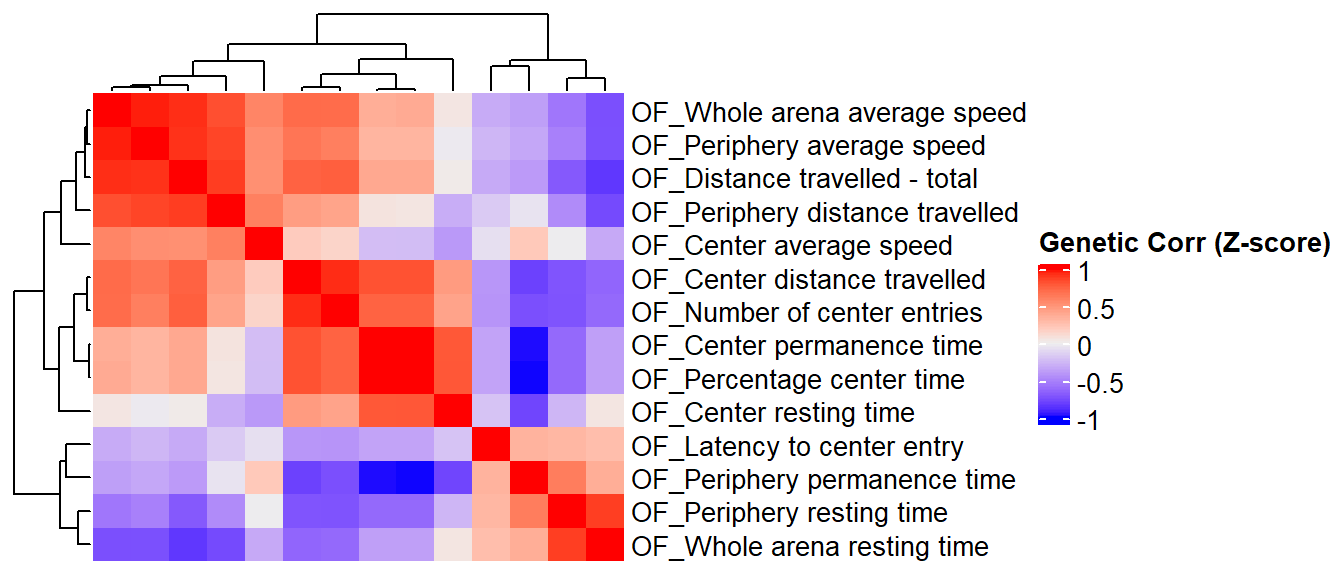 OF_Whole arena average speed
OF_Periphery average speed
OF_Distance travelled - total
OF_Periphery distance travelled
OF_Center average speed
OF_Center distance travelled
OF_Number of center entries
OF_Center permanence time
OF_Percentage center time
OF_Center resting time
OF_Latency to center entry
OF_Periphery permanence time
OF_Periphery resting time
OF_Whole arena resting time
Genetic Corr (Z-score)
1
0.5
0
-0.5
-1